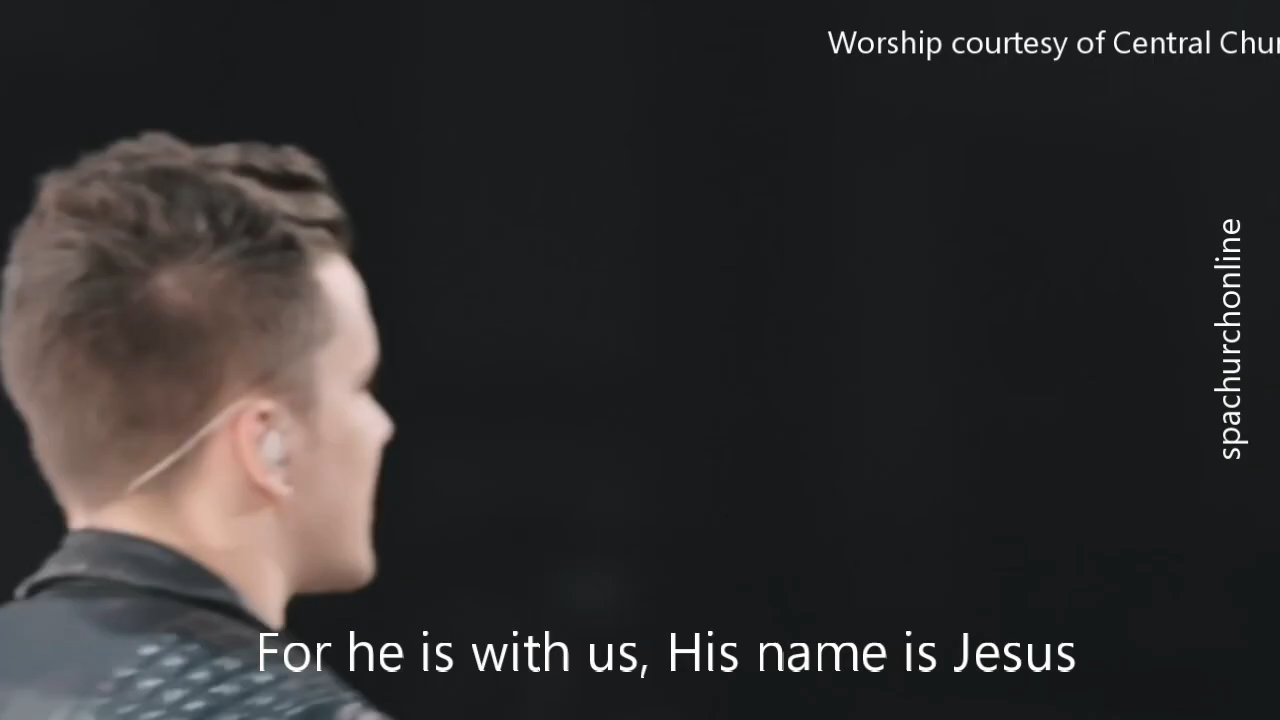 Worship courtesy of Central
spachurchonline
For he is with us, His name is Jesus